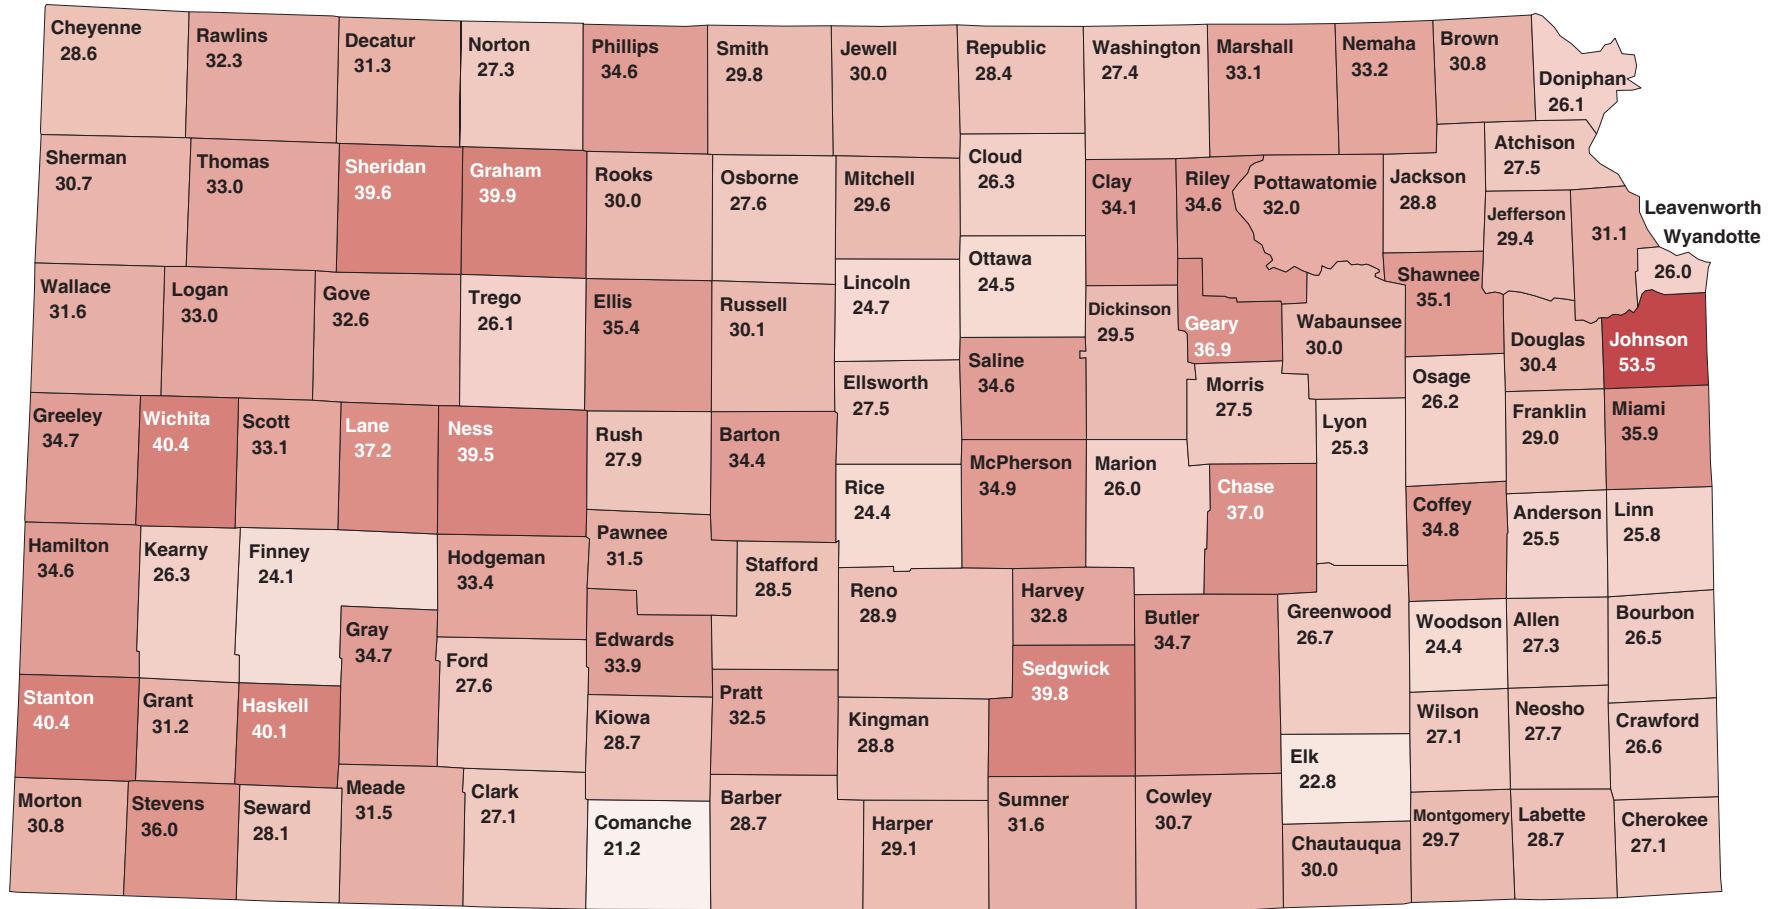 Cheyenne
28.6
Rawlins
32.3
Decatur
31.3
Norton
27.3
Phillips
34.6
Smith
29.8
Jewell
30.0
Republic
28.4
Washington
27.4
Marshall
33.1
Nemaha
33.2
Brown
30.8
Doniphan
26.1
Sherman
30.7
Thomas
33.0
Sheridan
39.6
Graham
39.9
Rooks
30.0
Osborne
27.6
Mitchell
29.6
Cloud
26.3
Clay
34.1
Riley
34.6
Pottawatomie
32.0
Jackson
28.8
Atchison
27.5
Jefferson
29.4
Leavenworth
31.1
Wyandotte
26.0
Wallace
31.6
Logan
33.0
Gove
32.6
Trego
26.1
Ellis
35.4
Russell
30.1
Lincoln
24.7
Ottawa
24.5
Dickinson
29.5
Geary
36.9
Wabaunsee
30.0
Shawnee
35.1
Douglas
30.4
Johnson
53.5
Greeley
34.7
Wichita
40.4
Scott
33.1
Lane
37.2
Ness
39.5
Rush
27.9
Barton
34.4
Ellsworth
27.5
Saline
34.6
Morris
27.5
Osage
26.2
Franklin
29.0
Miami
35.9
Rice
24.4
McPherson
34.9
Marion
26.0
Chase
37.0
Lyon
25.3
Coffey
34.8
Anderson
25.5
Linn
25.8
Hamilton
34.6
Kearny
26.3
Finney
24.1
Hodgeman
33.4
Pawnee
31.5
Stafford
28.5
Reno
28.9
Harvey
32.8
Butler
34.7
Greenwood
26.7
Woodson
24.4
Allen
27.3
Bourbon
26.5
Gray
34.7
Ford
27.6
Edwards
33.9
Sedgwick
39.8
Stanton
40.4
Grant
31.2
Haskell
40.1
Kiowa
28.7
Pratt
32.5
Kingman
28.8
Elk
22.8
Wilson
27.1
Neosho
27.7
Crawford
26.6
Morton
30.8
Stevens
36.0
Seward
28.1
Meade
31.5
Clark
27.1
Comanche
21.2
Barber
28.7
Harper
29.1
Sumner
31.6
Cowley
30.7
Chautauqua
30.0
Montgomery
29.7
Labette
28.7
Cherokee
27.1